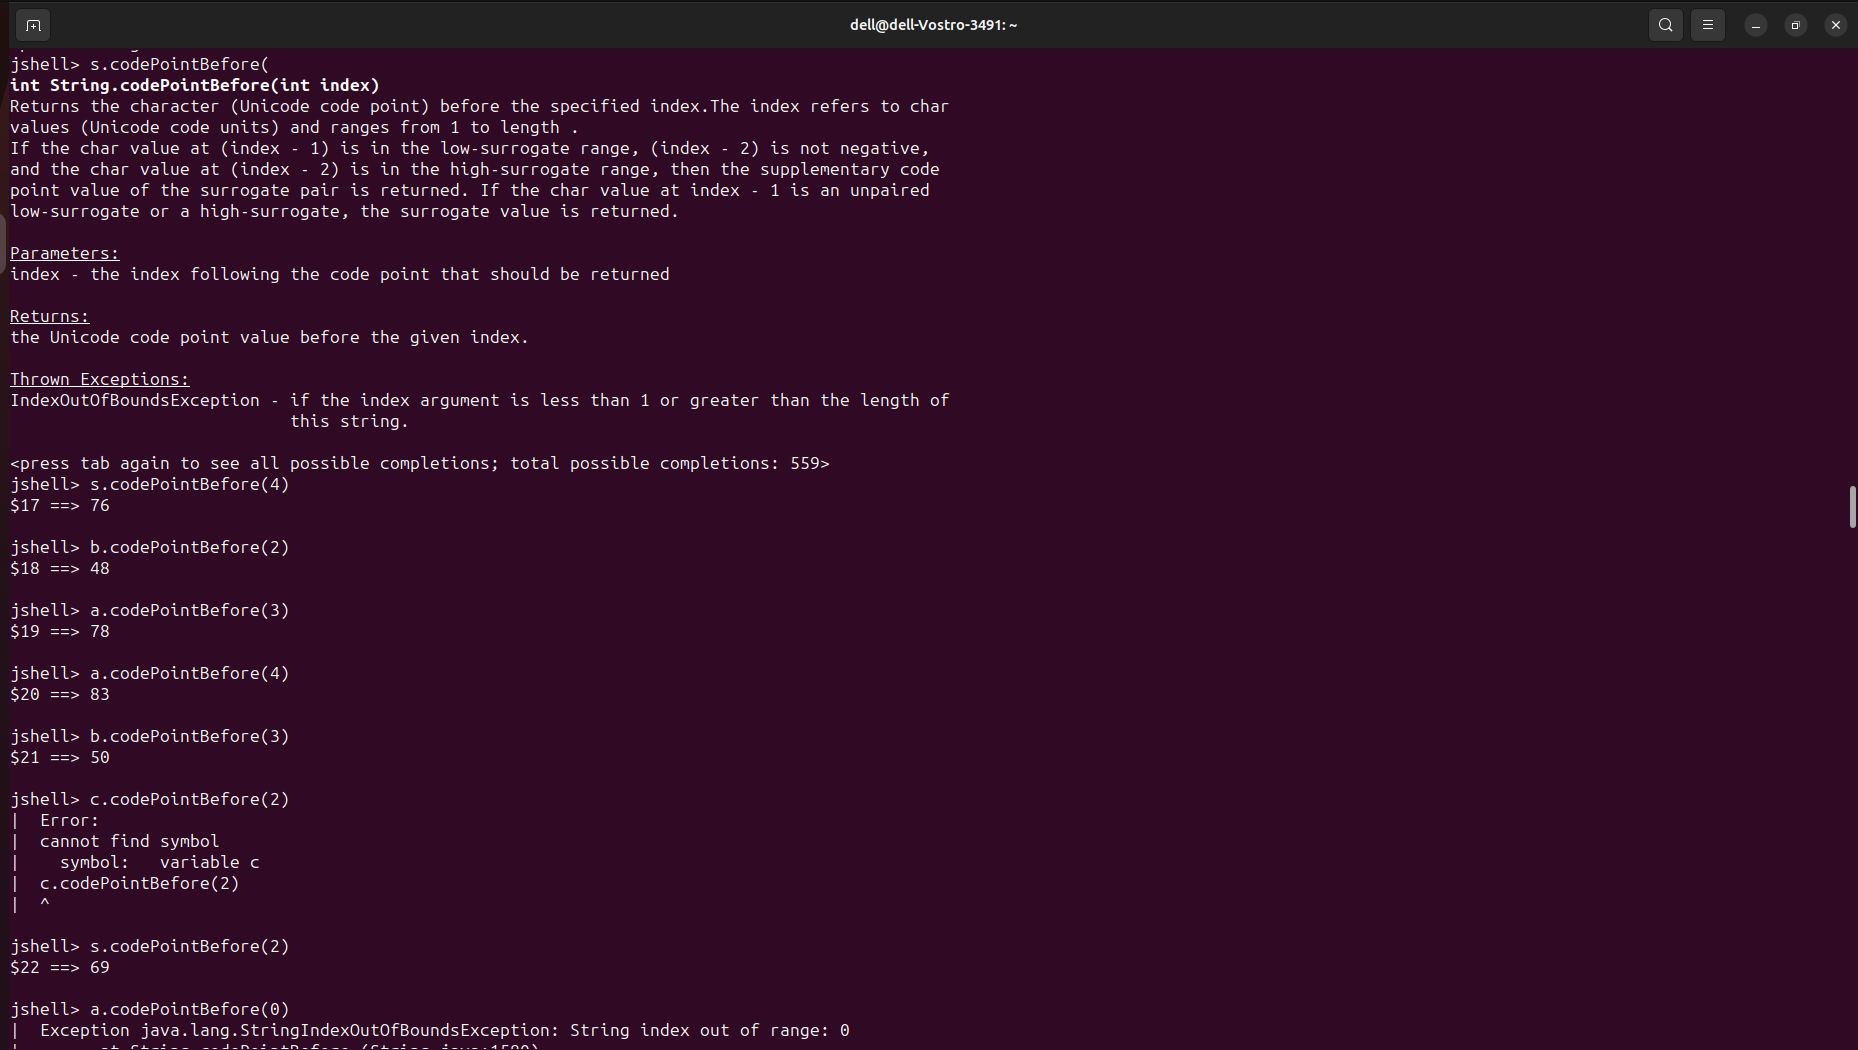 dell@dell-Vostro-3491: ~
jshell> s.codePointBefore(
int String.codePointBefore(int index)
Returns the character (Unicode code point) before the specified index.The index refers to char
values (Unicode code units) and ranges from 1 to length .
If the char value at (index - 1) is in the low-surrogate range, (index - 2) is not negative,
and the char value at (index - 2) is in the high-surrogate range, then the supplementary code
point value of the surrogate pair is returned. If the char value at index - 1 is an unpaired
low-surrogate or a high-surrogate, the surrogate value is returned.

Parameters:
index - the index following the code point that should be returned

Returns:
the Unicode code point value before the given index.

Thrown Exceptions:
IndexOutOfBoundsException - if the index argument is less than 1 or greater than the length of
                            this string.

<press tab again to see all possible completions; total possible completions: 559>
jshell> s.codePointBefore(4)
$17 ==> 76

jshell> b.codePointBefore(2)
$18 ==> 48

jshell> a.codePointBefore(3)
$19 ==> 78

jshell> a.codePointBefore(4)
$20 ==> 83

jshell> b.codePointBefore(3)
$21 ==> 50

jshell> c.codePointBefore(2)
|  Error:
|  cannot find symbol
|    symbol:   variable c
|  c.codePointBefore(2)
|  ^

jshell> s.codePointBefore(2)
$22 ==> 69

jshell> a.codePointBefore(0)
|  Exception java.lang.StringIndexOutOfBoundsException: String index out of range: 0
|        at String.codePointBefore (String.java:1580)